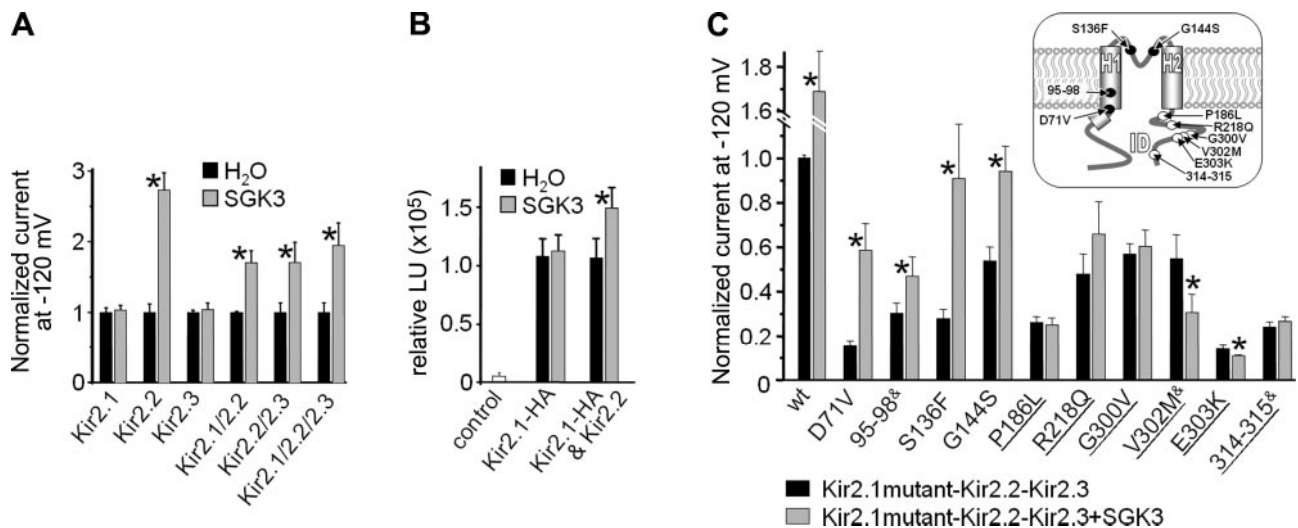 A
Normalized current
at -120 mV
3
2
1
0
H₂O
SGK3
*
*
*
*
Kir2.1
Kir2.2
Kir2.3
Kir2.1/2.2
Kir2.2/2.3
Kir2.1/2.2/2.3
B
relative LU (x10⁵)
1.5
1.0
0.5
0
H₂O
SGK3
*
control
Kir2.1-HA
Kir2.1-HA
& Kir2.2
C
Normalized current at -120 mV
1.8
1.6
1.0
0.8
0.6
0.4
0.2
0
*
*
*
*
*
*
*
wt
D71V
95-98&
S136F
G144S
P186L
R218Q
G300V
V302M&
E303K
314-315&
Kir2.1mutant-Kir2.2-Kir2.3
Kir2.1mutant-Kir2.2-Kir2.3+SGK3
S136F
G144S
H1
H2
95-98
D71V
ID
P186L
R218Q
G300V
V302M
E303K
314-315